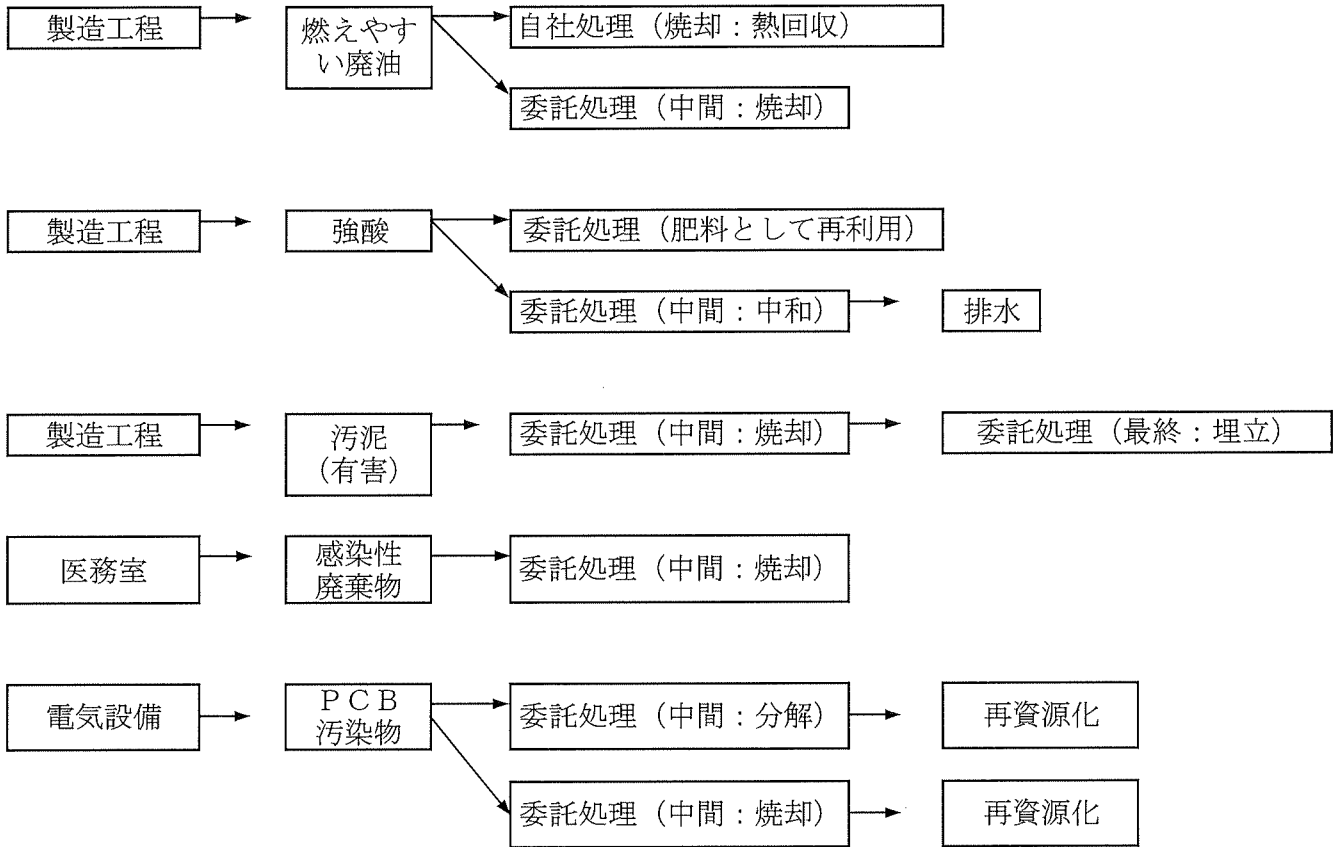 製造工程
燃えやす
い廃油
自社処理（焼却：熱回収）
委託処理（中間：焼却）
製造工程
強酸
委託処理（肥料として再利用）
委託処理（中間：中和）
排水
製造工程
汚泥
（有害）
委託処理（中間：焼却）
委託処理（最終：埋立）
医務室
感染性
廃棄物
委託処理（中間：焼却）
電気設備
ＰＣＢ
汚染物
委託処理（中間：分解）
再資源化
委託処理（中間：焼却）
再資源化